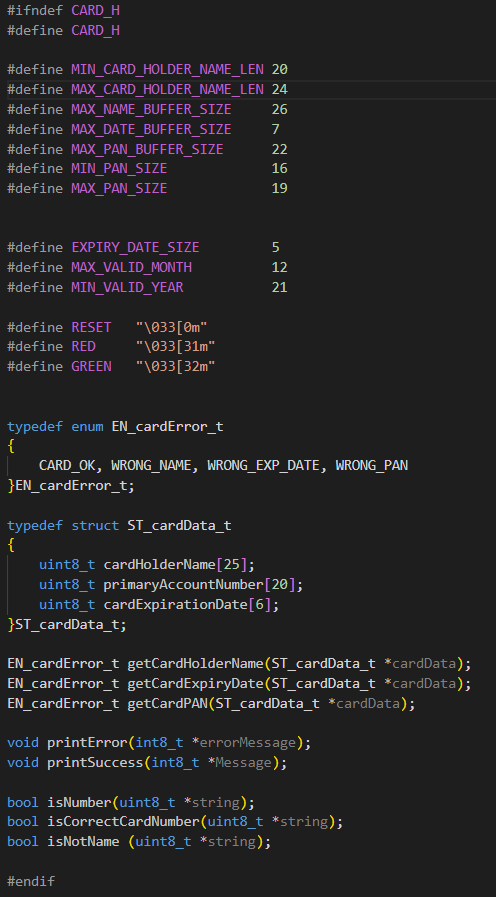 #ifndef CARD_H
#define CARD_H
#define MIN_CARD_HOLDER_NAME_LEN 20
#define MAX_CARD_HOLDER_NAME_LEN 24
#define MAX_NAME_BUFFER_SIZE     26
#define MAX_DATE_BUFFER_SIZE     7
#define MAX_PAN_BUFFER_SIZE      22
#define MIN_PAN_SIZE             16
#define MAX_PAN_SIZE             19
#define EXPIRY_DATE_SIZE         5
#define MAX_VALID_MONTH          12
#define MIN_VALID_YEAR           21
#define RESET   "\033[0m"
#define RED     "\033[31m"
#define GREEN   "\033[32m"
typedef enum EN_cardError_t
{
    CARD_OK, WRONG_NAME, WRONG_EXP_DATE, WRONG_PAN
}EN_cardError_t;
typedef struct ST_cardData_t
{
    uint8_t cardHolderName[25];
    uint8_t primaryAccountNumber[20];
    uint8_t cardExpirationDate[6];
}ST_cardData_t;
EN_cardError_t getCardHolderName(ST_cardData_t *cardData);
EN_cardError_t getCardExpiryDate(ST_cardData_t *cardData);
EN_cardError_t getCardPAN(ST_cardData_t *cardData);
void printError(int8_t *errorMessage);
void printSuccess(int8_t *Message);
bool isNumber(uint8_t *string);
bool isCorrectCardNumber(uint8_t *string);
bool isNotName (uint8_t *string);
#endif